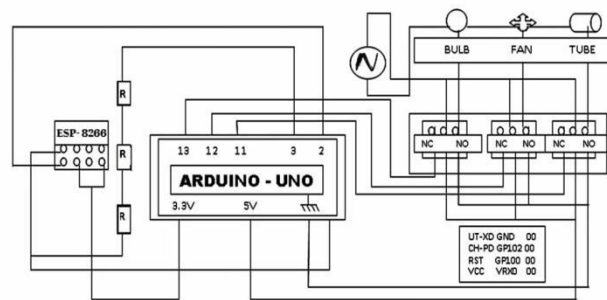 BULB FAN TUBE
R
ESP- 8266
R
R
13 12 11 3 2
ARDUINO - UNO
3.3V 5V
NC NO NC NO NC NO
UT-XD GND 00
CH-PD GP102 00
RST GP100 00
VCC VRX0 00